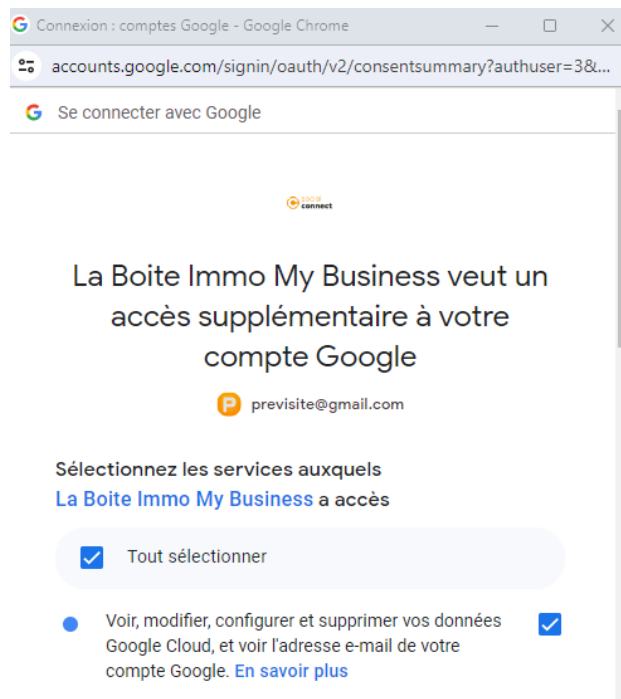 Connexion : comptes Google - Google Chrome
accounts.google.com/signin/oauth/v2/consentsummary?authuser=3&...
Se connecter avec Google
connect
La Boite Immo My Business veut un
accès supplémentaire à votre
compte Google
P previsite@gmail.com
Sélectionnez les services auxquels
La Boite Immo My Business a accès
Tout sélectionner
Voir, modifier, configurer et supprimer vos données
Google Cloud, et voir l'adresse e-mail de votre
compte Google. En savoir plus